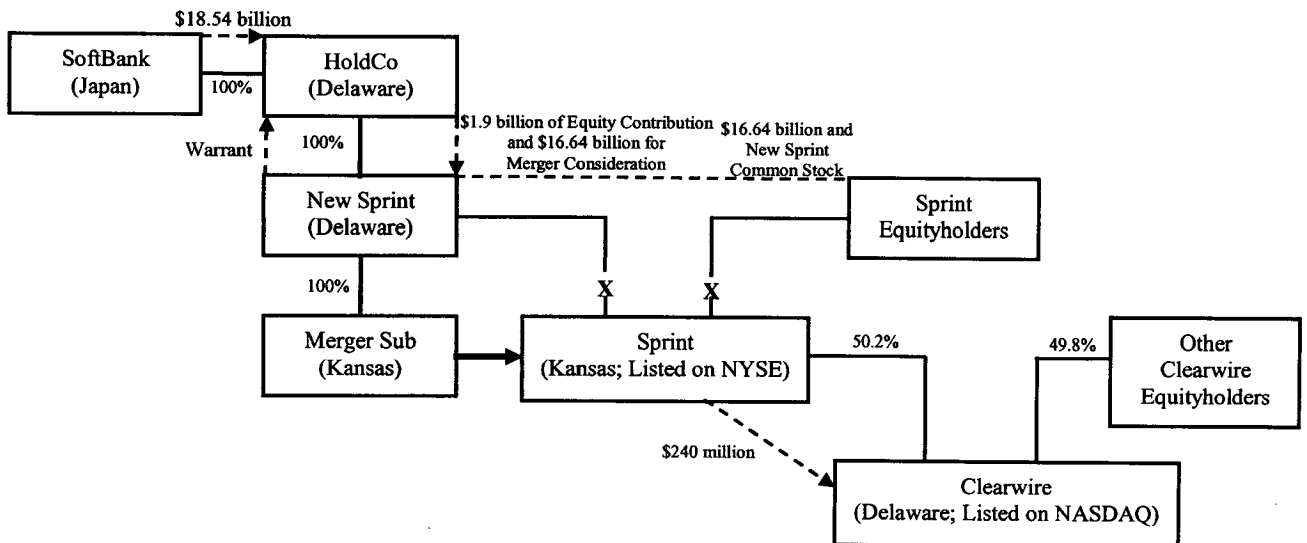 $18.54 billion
SoftBank
(Japan)
100%
HoldCo
(Delaware)
Warrant
100%
$1.9 billion of Equity Contribution
and $16.64 billion for
Merger Consideration
$16.64 billion and
New Sprint
Common Stock
New Sprint
(Delaware)
Sprint
Equityholders
100%
X
X
Merger Sub
(Kansas)
Sprint
(Kansas; Listed on NYSE)
50.2%
49.8%
Other
Clearwire
Equityholders
$240 million
Clearwire
(Delaware; Listed on NASDAQ)